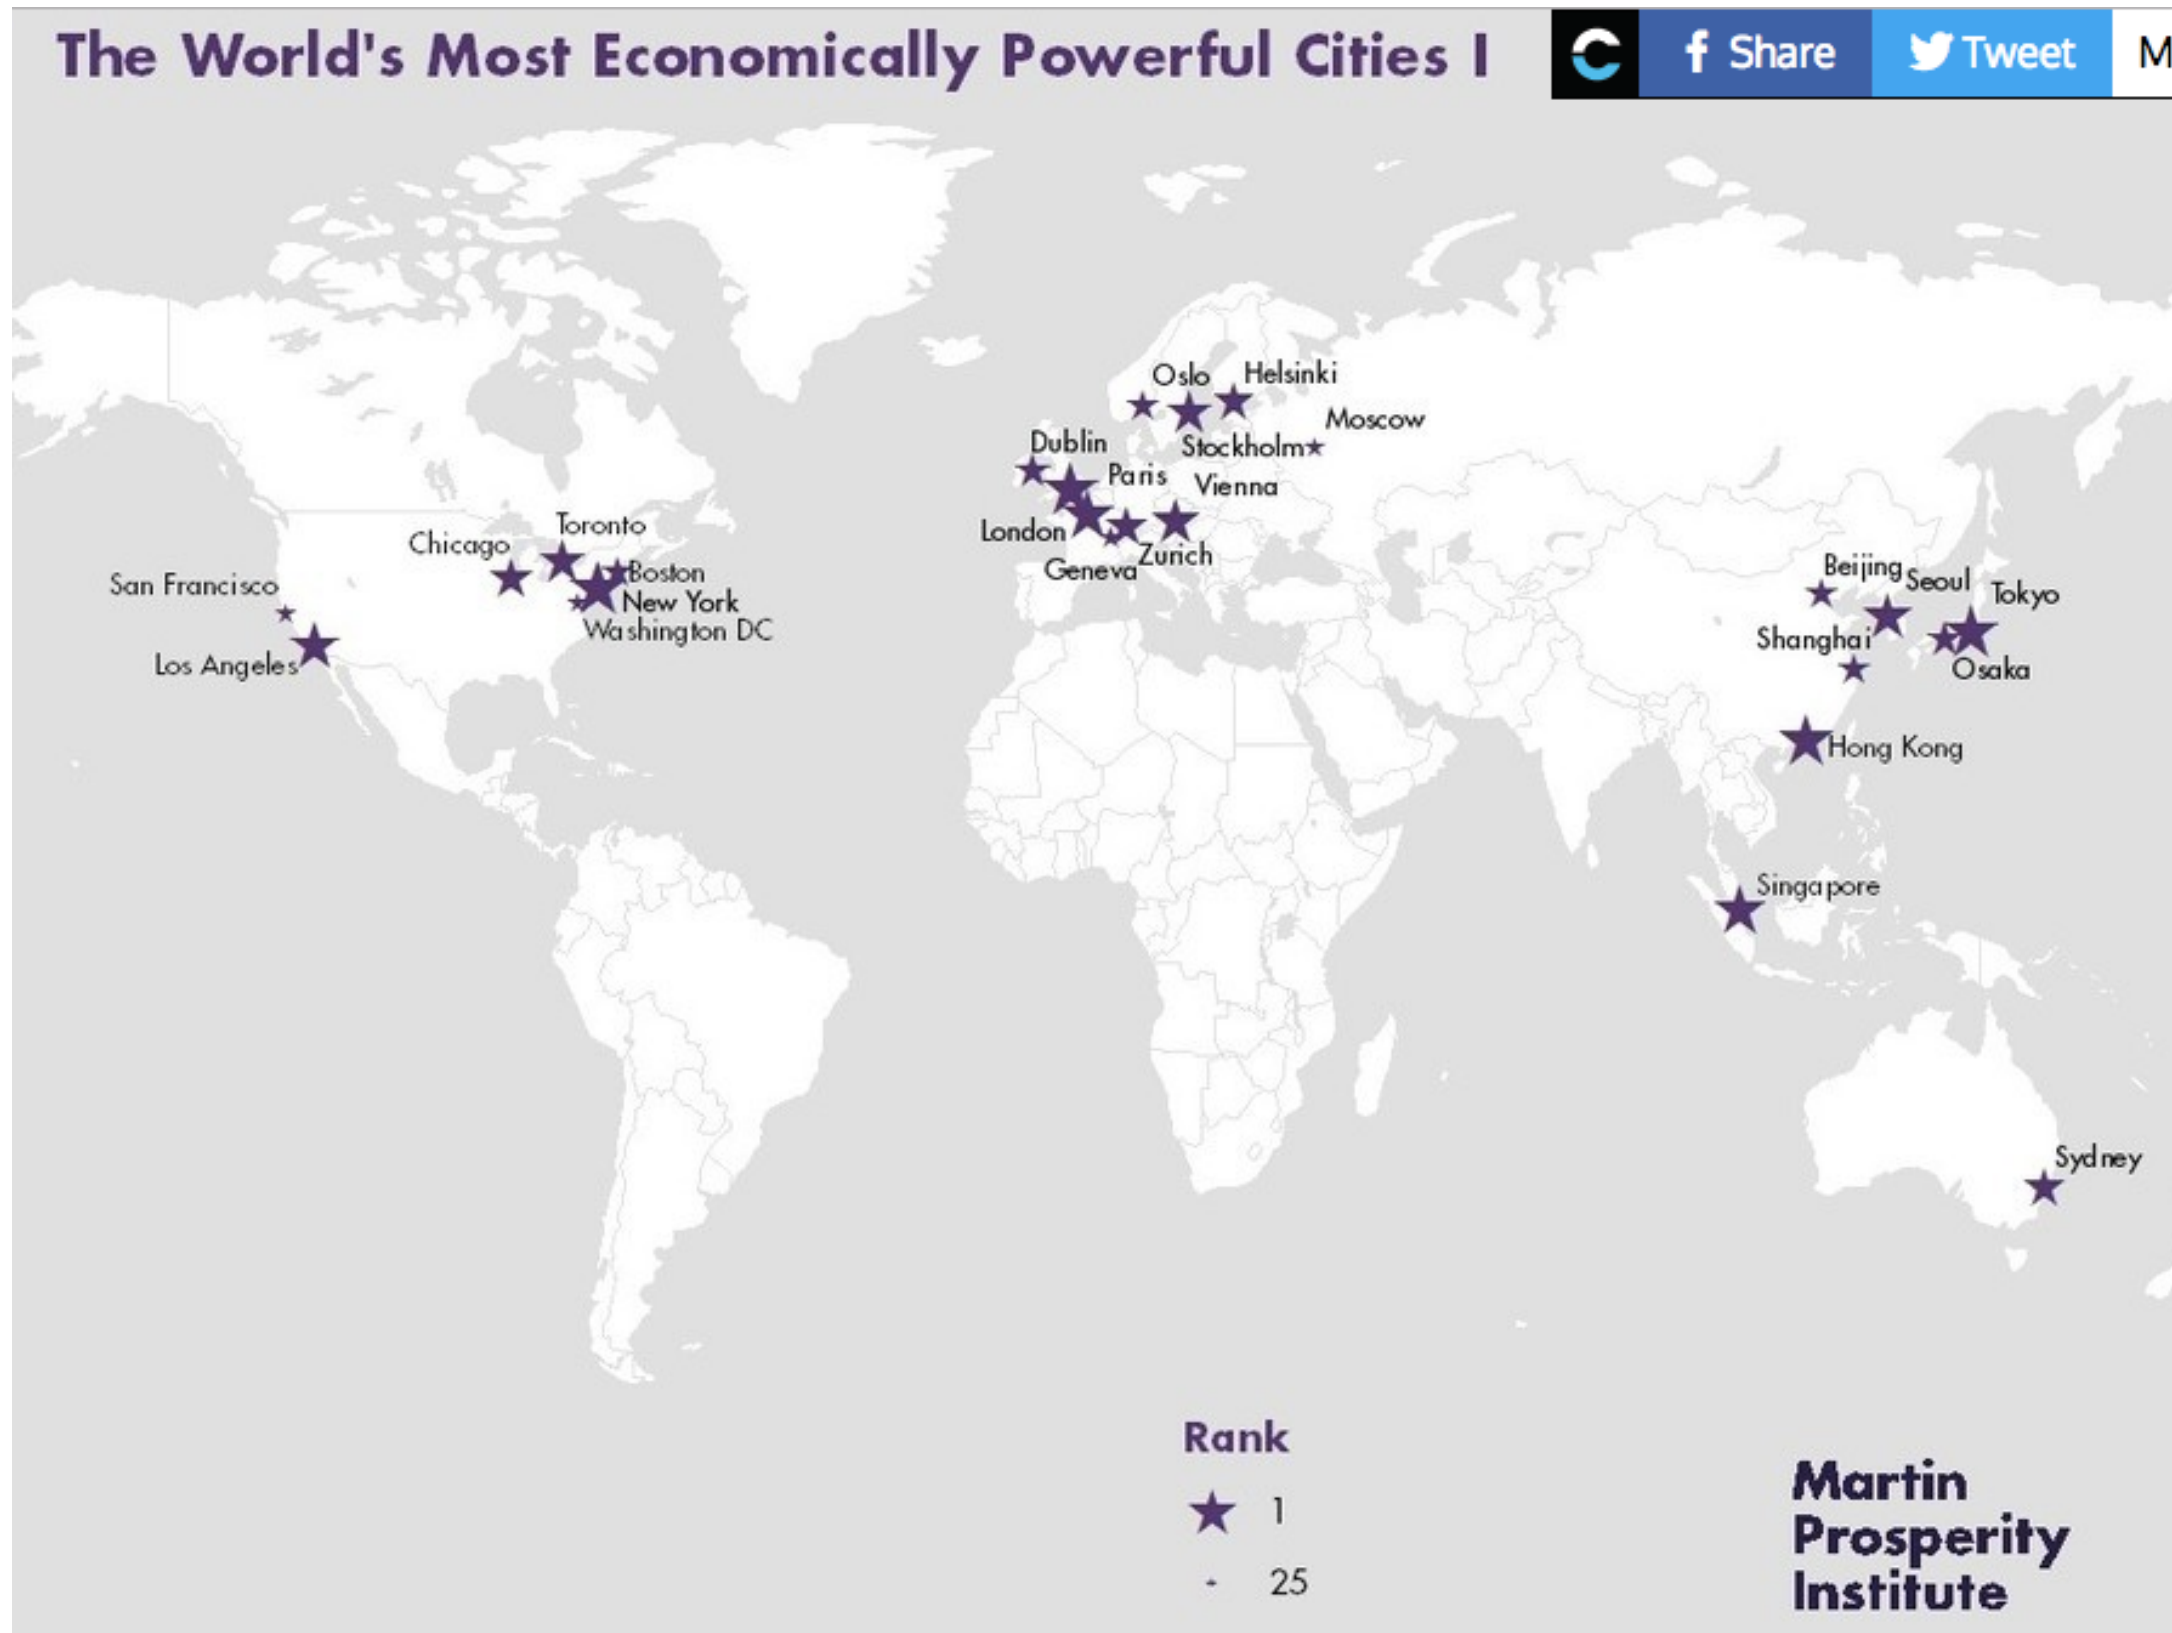 The World's Most Economically Powerful Cities I
Share
Tweet
M
Oslo
Helsinki
Moscow
Dublin
Stockholm
Paris
Vienna
London
Zurich
Geneva
Toronto
Chicago
Boston
San Francisco
New York
Washington DC
Los Angeles
Beijing
Seoul
Tokyo
Shanghai
Osaka
Hong Kong
Singapore
Sydney
Rank
1
25
Martin
Prosperity
Institute